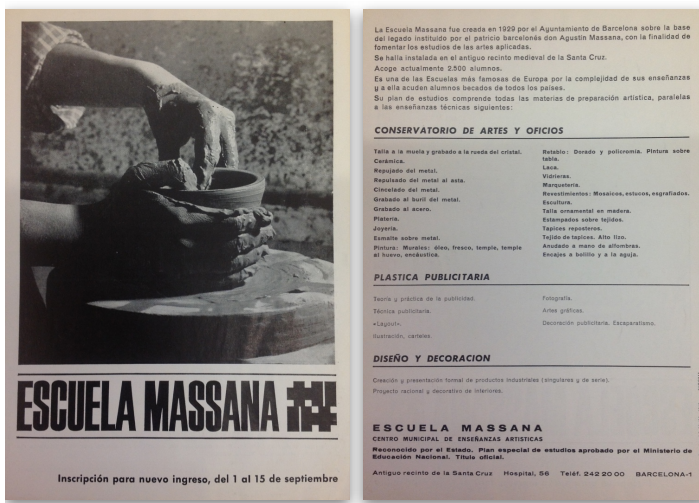 ESCUELA MASSANA
Inscripción para nuevo ingreso, del 1 al 15 de septiembre
La Escuela Massana fue creada en 1929 por el Ayuntamiento de Barcelona sobre la base
del legado instituido por el patricio barcelonés don Agustín Massana, con la finalidad de
fomentar los estudios de las artes aplicadas.
Se halla instalada en el antiguo recinto medieval de la Santa Cruz.
Acoge actualmente 2.500 alumnos.
Es una de las Escuelas más famosas de Europa por la complejidad de sus enseñanzas
y a ella acuden alumnos becados de todos los países.
Su plan de estudios comprende todas las materias de preparación artística, paralelas
a las enseñanzas técnicas siguientes:
CONSERVATORIO DE ARTES Y OFICIOS
Talla a la muela y grabado a la rueda del cristal.
Cerámica.
Repujado del metal.
Repulsado del metal al asta.
Cincelado del metal.
Grabado al buril del metal.
Grabado al acero.
Platería.
Joyería.
Esmalte sobre metal.
Pintura: Murales: óleo, fresco, temple, temple
al huevo, encáustica.
Retablo: Dorado y policromía. Pintura sobre
tabla.
Laca.
Vidrieras.
Marquetería.
Revestimientos: Mosaicos, estucos, esgrafiados.
Escultura.
Talla ornamental en madera.
Estampados sobre tejidos.
Tapices reposteros.
Tejido de tapices. Alto lizo.
Anudado a mano de alfombras.
Encajes a bolillo y a la aguja.
PLASTICA PUBLICITARIA
Teoría y práctica de la publicidad.
Técnica publicitaria.
«Layout».
Ilustración, carteles.
Fotografía.
Artes gráficas.
Decoración publicitaria. Escaparatismo.
DISEÑO Y DECORACION
Creación y presentación formal de productos industriales (singulares y de serie).
Proyecto racional y decorativo de interiores.
ESCUELA MASSANA
CENTRO MUNICIPAL DE ENSEÑANZAS ARTISTICAS
Reconocido por el Estado. Plan especial de estudios aprobado por el Ministerio de
Educación Nacional. Título oficial.
Antiguo recinto de la Santa Cruz Hospital, 56 Teléf. 242 20 00 BARCELONA-1